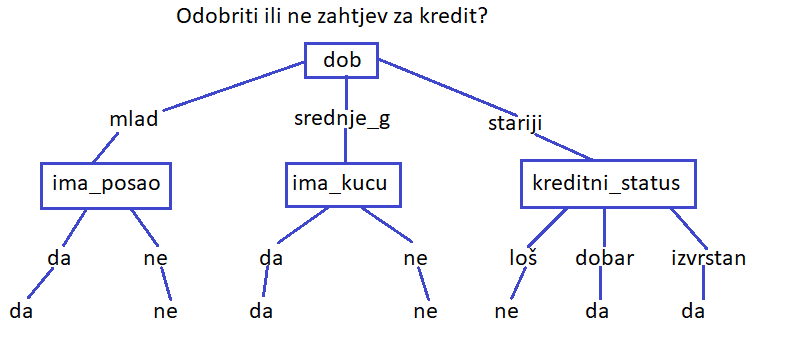 Odobriti ili ne zahtjev za kredit?
dob
mlad srednje_g stariji
ima_posao ima_kucu kreditni_status
da ne da ne loš dobar izvrstan
da ne da ne ne da da